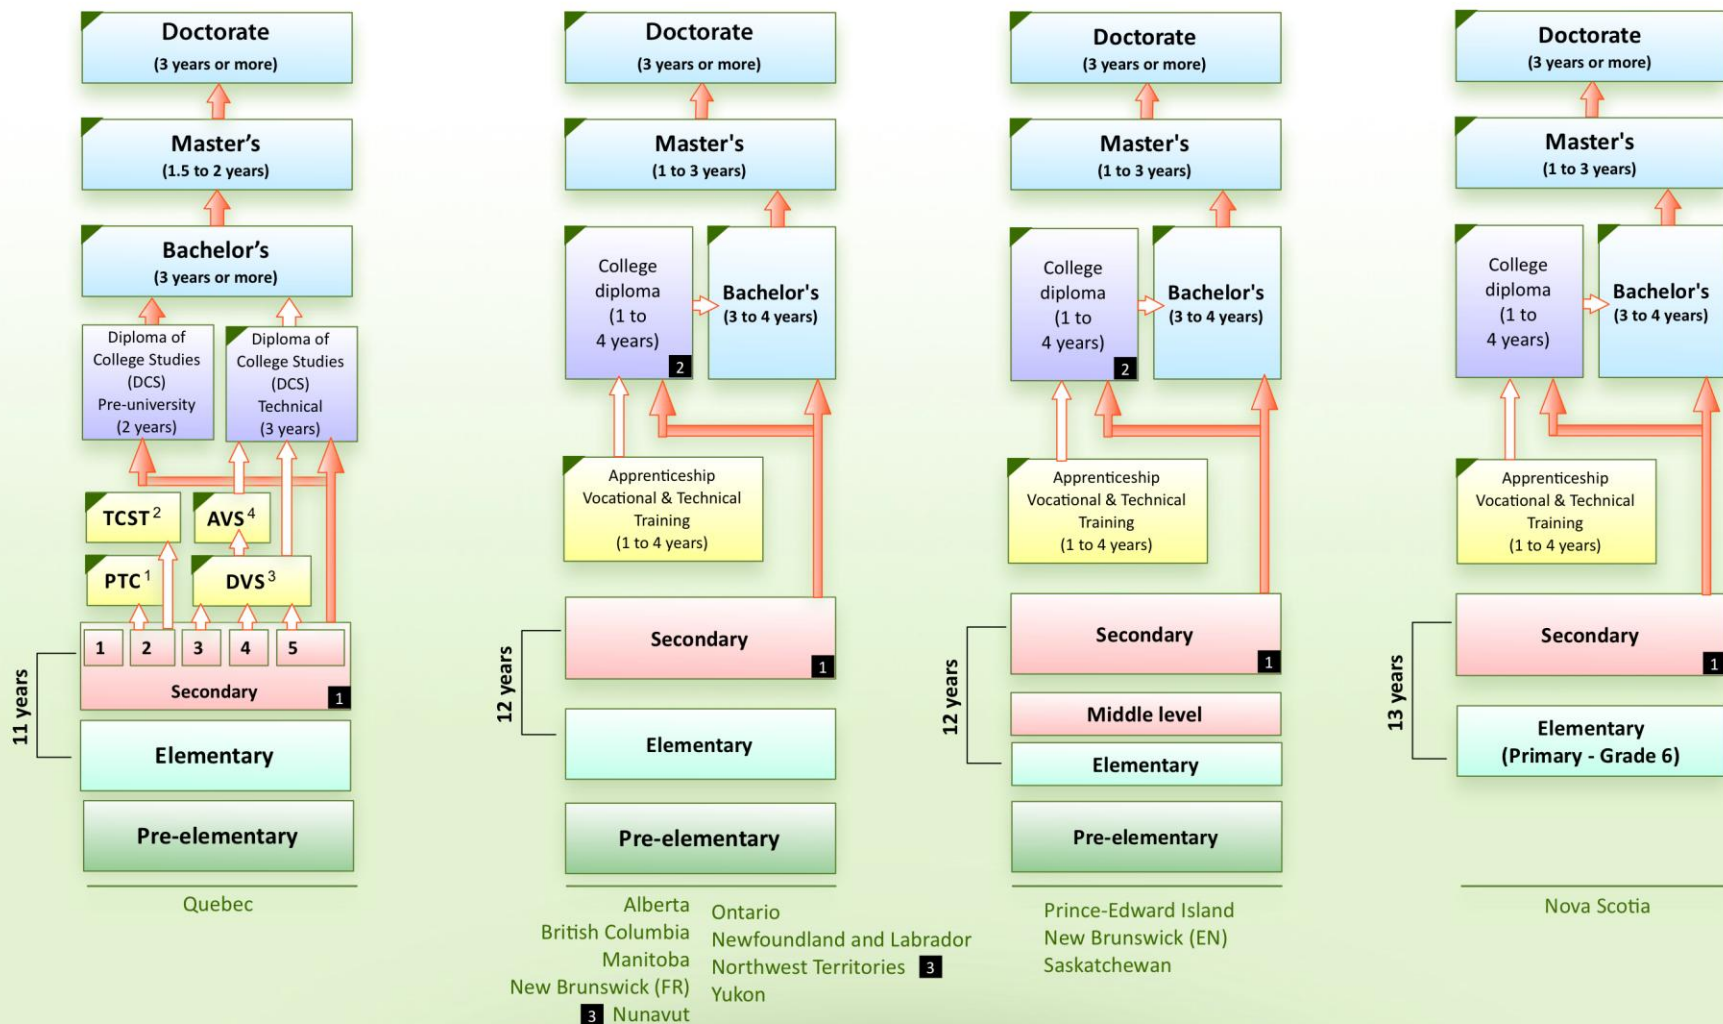 Doctorate
(3 years or more)
Master's
(1.5 to 2 years)
Bachelor's
(3 years or more)
Diploma of
College Studies
(DCS)
Pre-university
(2 years)
Diploma of
College Studies
(DCS)
Technical
(3 years)
TCST 2
AVS 4
PTC 1
DVS 3
1 2 3 4 5
Secondary
1
11 years
Elementary
Pre-elementary
Quebec
Doctorate
(3 years or more)
Master's
(1 to 3 years)
College
diploma
(1 to
4 years)
2
Bachelor's
(3 to 4 years)
Apprenticeship
Vocational & Technical
Training
(1 to 4 years)
Secondary
1
12 years
Elementary
Pre-elementary
Alberta
British Columbia
Manitoba
New Brunswick (FR)
3 Nunavut
Ontario
Newfoundland and Labrador
Northwest Territories 3
Yukon
Doctorate
(3 years or more)
Master's
(1 to 3 years)
College
diploma
(1 to
4 years)
2
Bachelor's
(3 to 4 years)
Apprenticeship
Vocational & Technical
Training
(1 to 4 years)
Secondary
1
12 years
Middle level
Elementary
Pre-elementary
Prince-Edward Island
New Brunswick (EN)
Saskatchewan
Doctorate
(3 years or more)
Master's
(1 to 3 years)
College
diploma
(1 to
4 years)
Bachelor's
(3 to 4 years)
Apprenticeship
Vocational & Technical
Training
(1 to 4 years)
Secondary
1
13 years
Elementary
(Primary - Grade 6)
Nova Scotia